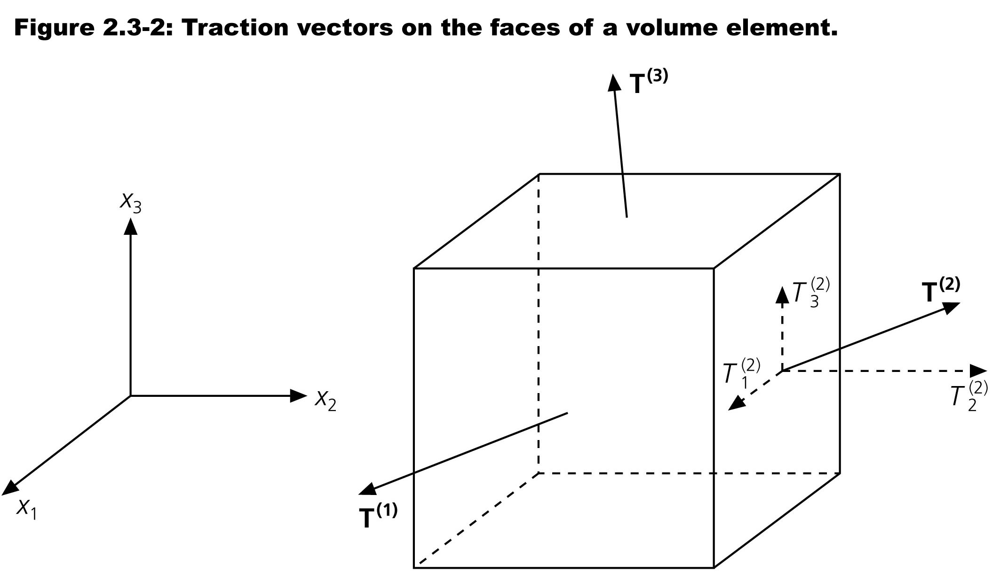 Figure 2.3-2: Traction vectors on the faces of a volume element.
T(3)
x3
T3(2)
T(2)
T1(2)
T2(2)
x2
x1
T(1)